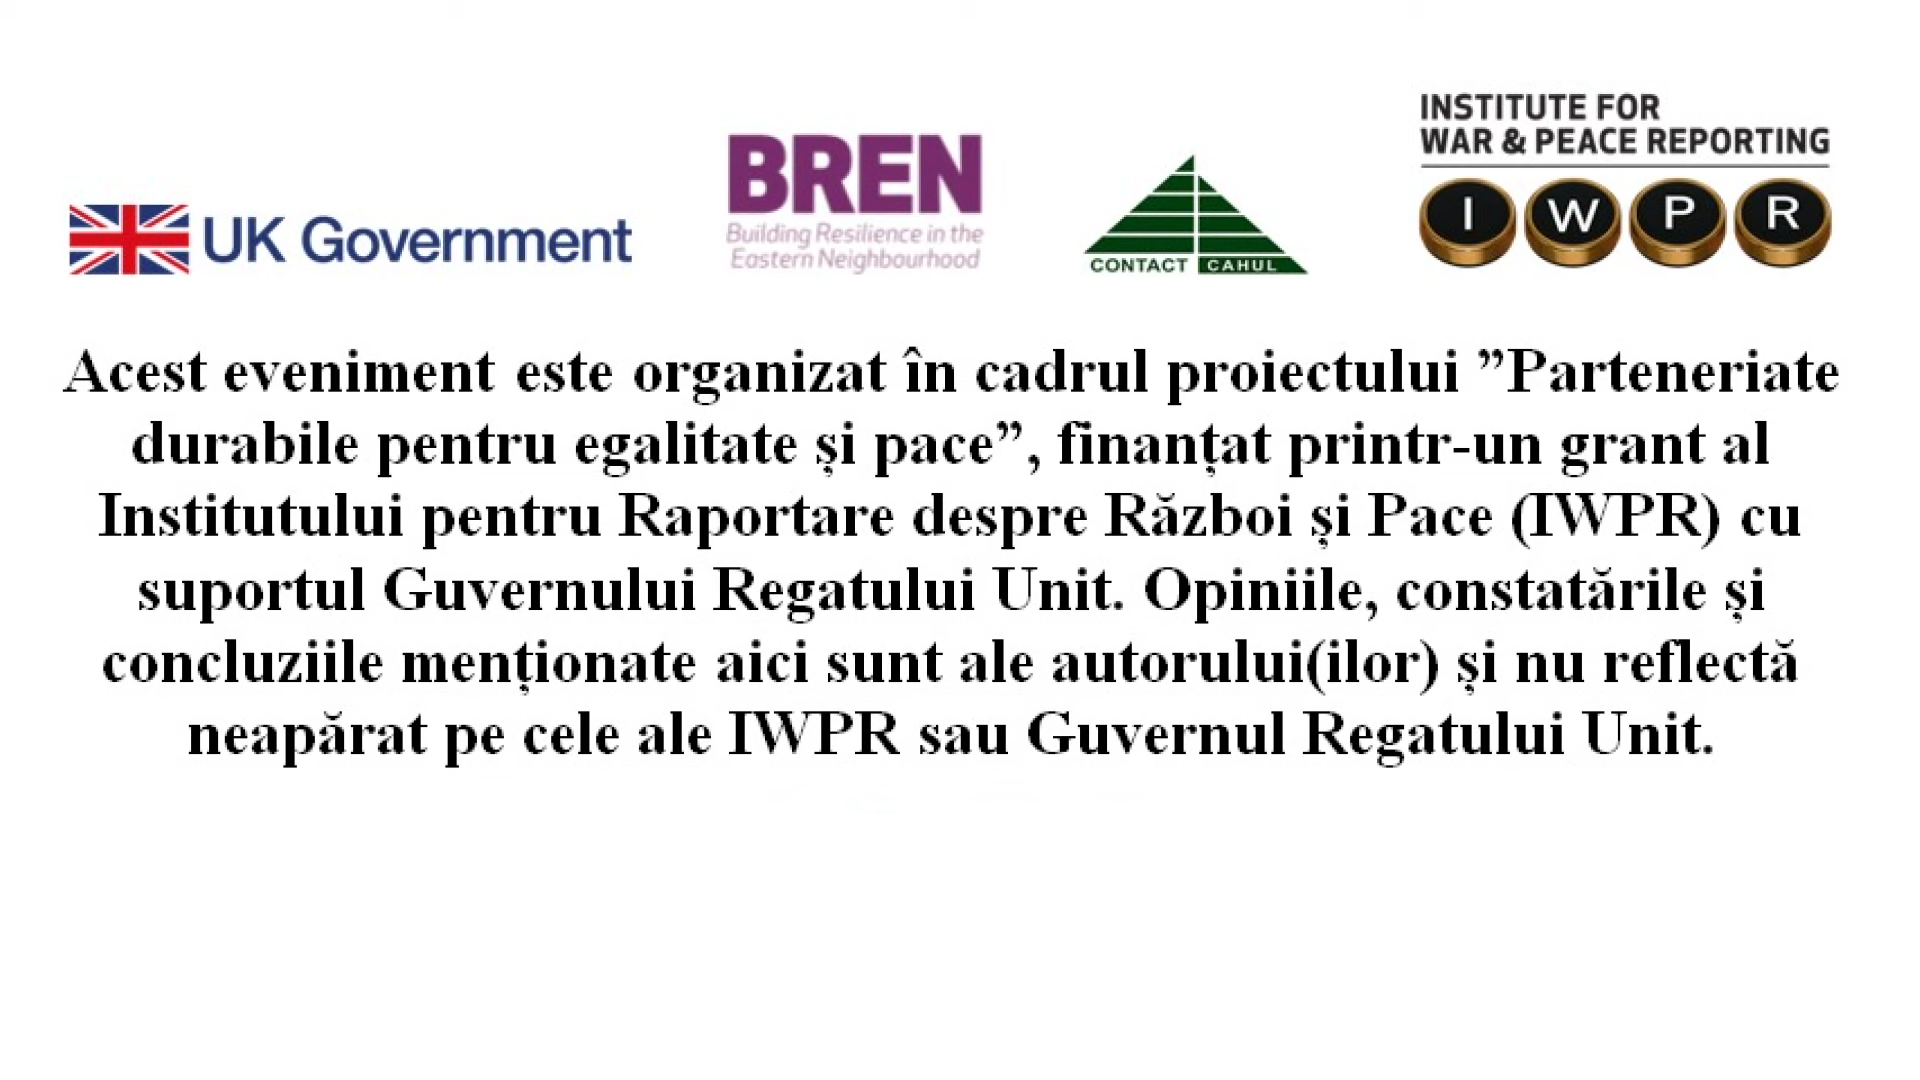 INSTITUTE FOR
WAR & PEACE REPORTING
I W P R
BREN
Building Resilience in the
Eastern Neighbourhood
UK Government
CONTACT CAHUL
Acest eveniment este organizat în cadrul proiectului ”Parteneriate
durabile pentru egalitate și pace”, finanțat printr-un grant al
Institutului pentru Raportare despre Război și Pace (IWPR) cu
suportul Guvernului Regatului Unit. Opiniile, constatările și
concluziile menționate aici sunt ale autorului(ilor) și nu reflectă
neapărat pe cele ale IWPR sau Guvernul Regatului Unit.